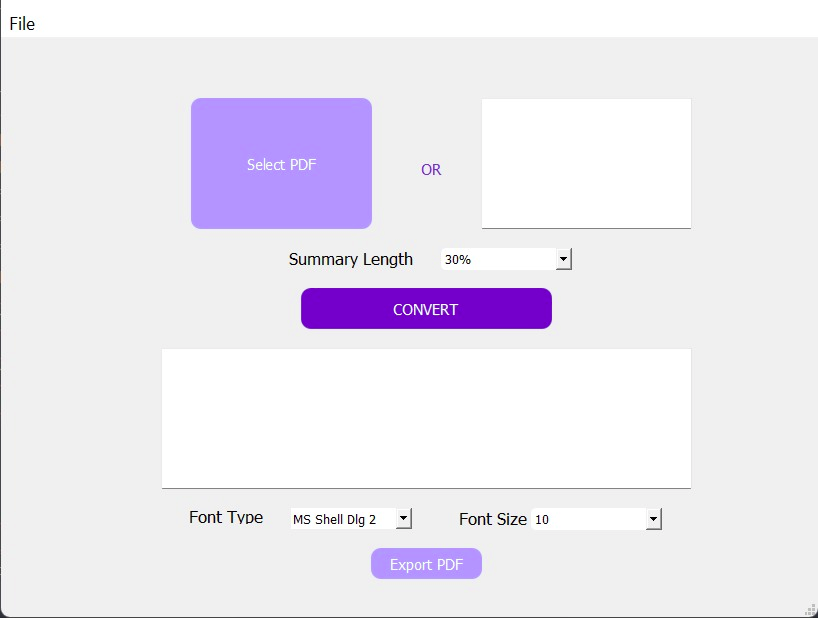 File
Select PDF
OR
Summary Length 30%
CONVERT
Font Type MS Shell Dlg 2 Font Size 10
Export PDF